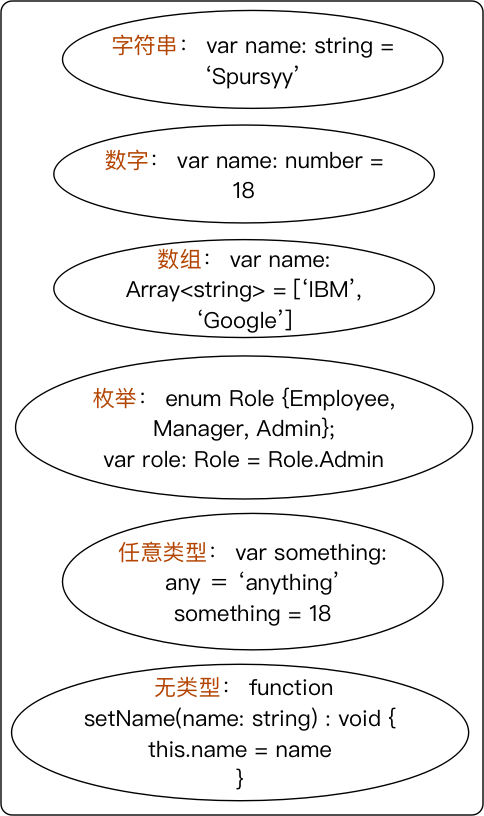 字符串： var name: string =
‘Spursyy’
数字： var name: number =
18
数组： var name:
Array<string> = [‘IBM’,
‘Google’]
枚举： enum Role {Employee,
Manager, Admin};
var role: Role = Role.Admin
任意类型： var something:
any ＝ ‘anything’
something = 18
无类型： function
setName(name: string) : void {
this.name = name
}